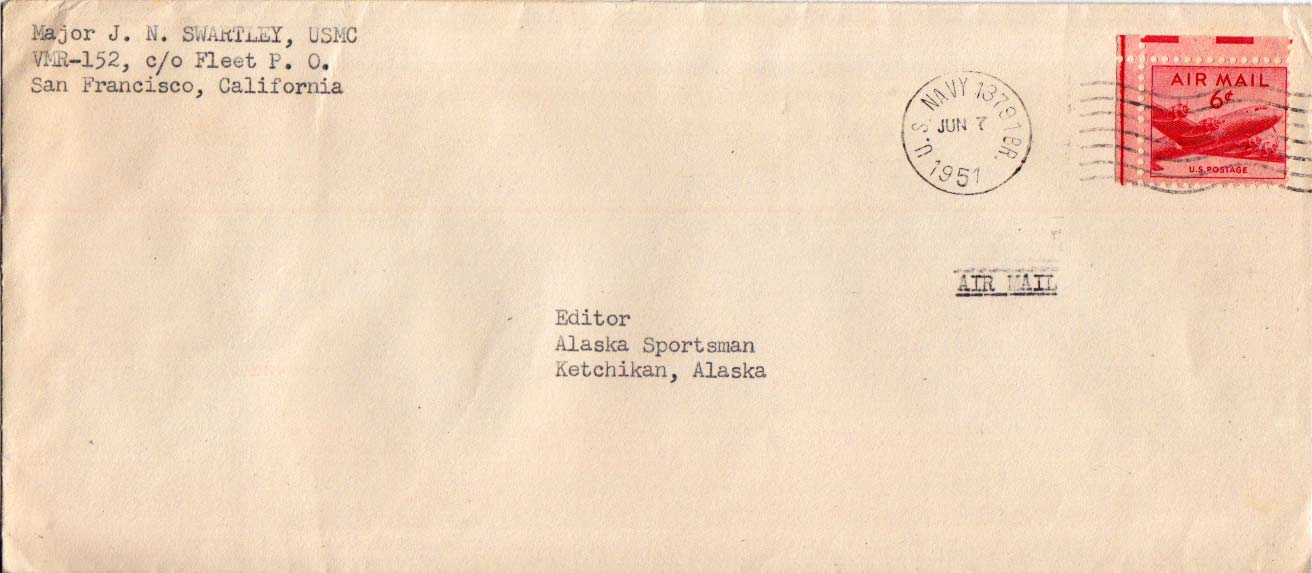 Major J. N. SWARTLEY, USMC
VMR-152, c/o Fleet P. O.
San Francisco, California
U.S. NAVY 13791 BR.
JUN 7
1951
AIR MAIL
6¢
U.S. POSTAGE
AIR MAIL
Editor
Alaska Sportsman
Ketchikan, Alaska